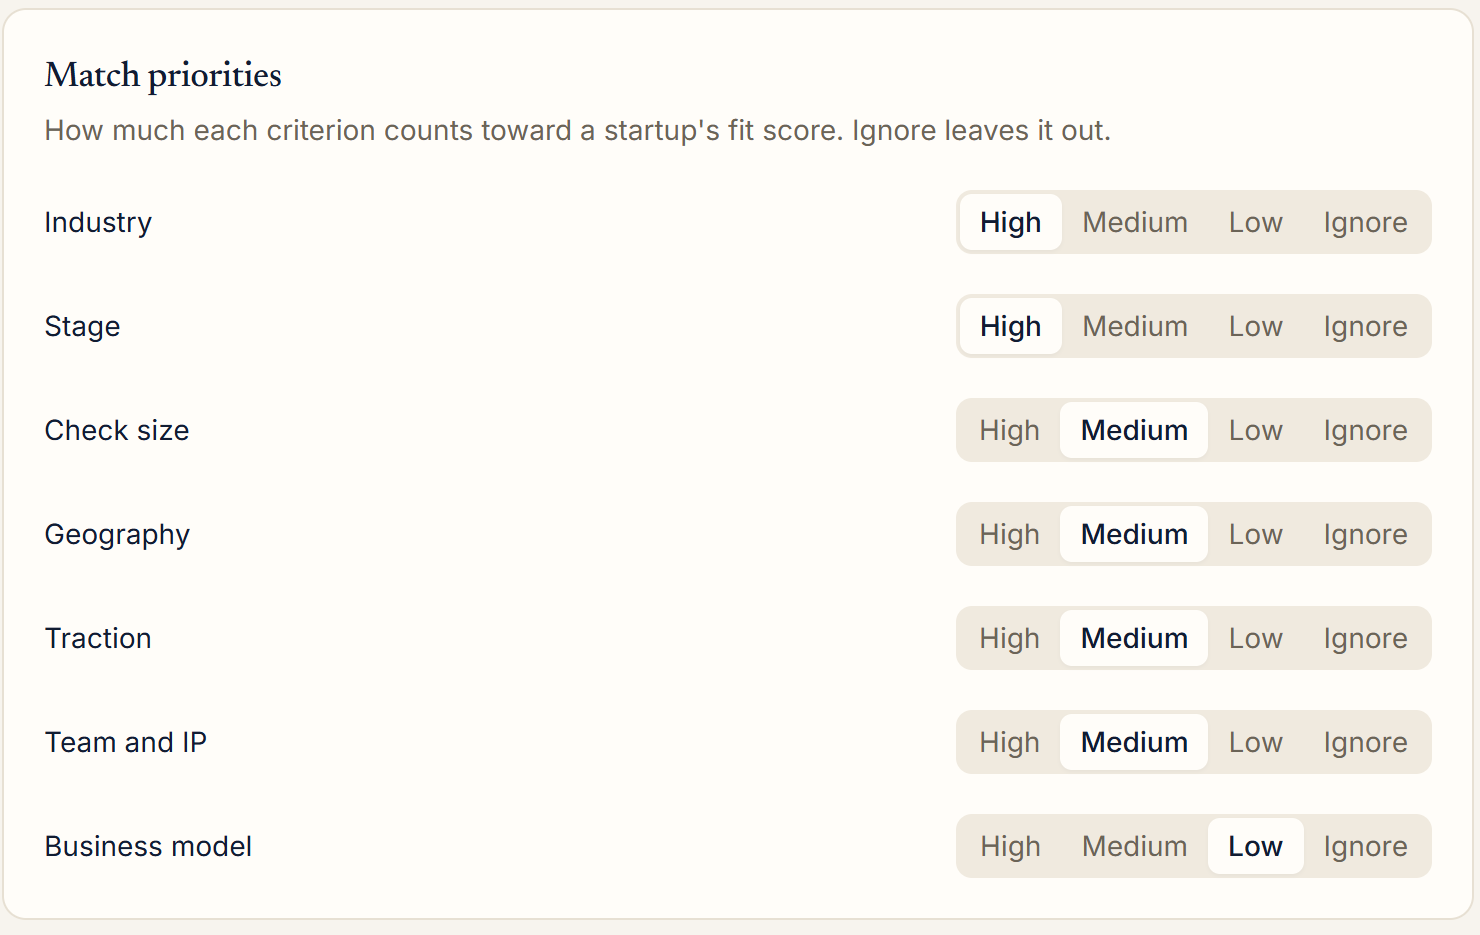 Match priorities
How much each criterion counts toward a startup's fit score. Ignore leaves it out.
Industry High Medium Low Ignore
Stage High Medium Low Ignore
Check size High Medium Low Ignore
Geography High Medium Low Ignore
Traction High Medium Low Ignore
Team and IP High Medium Low Ignore
Business model High Medium Low Ignore